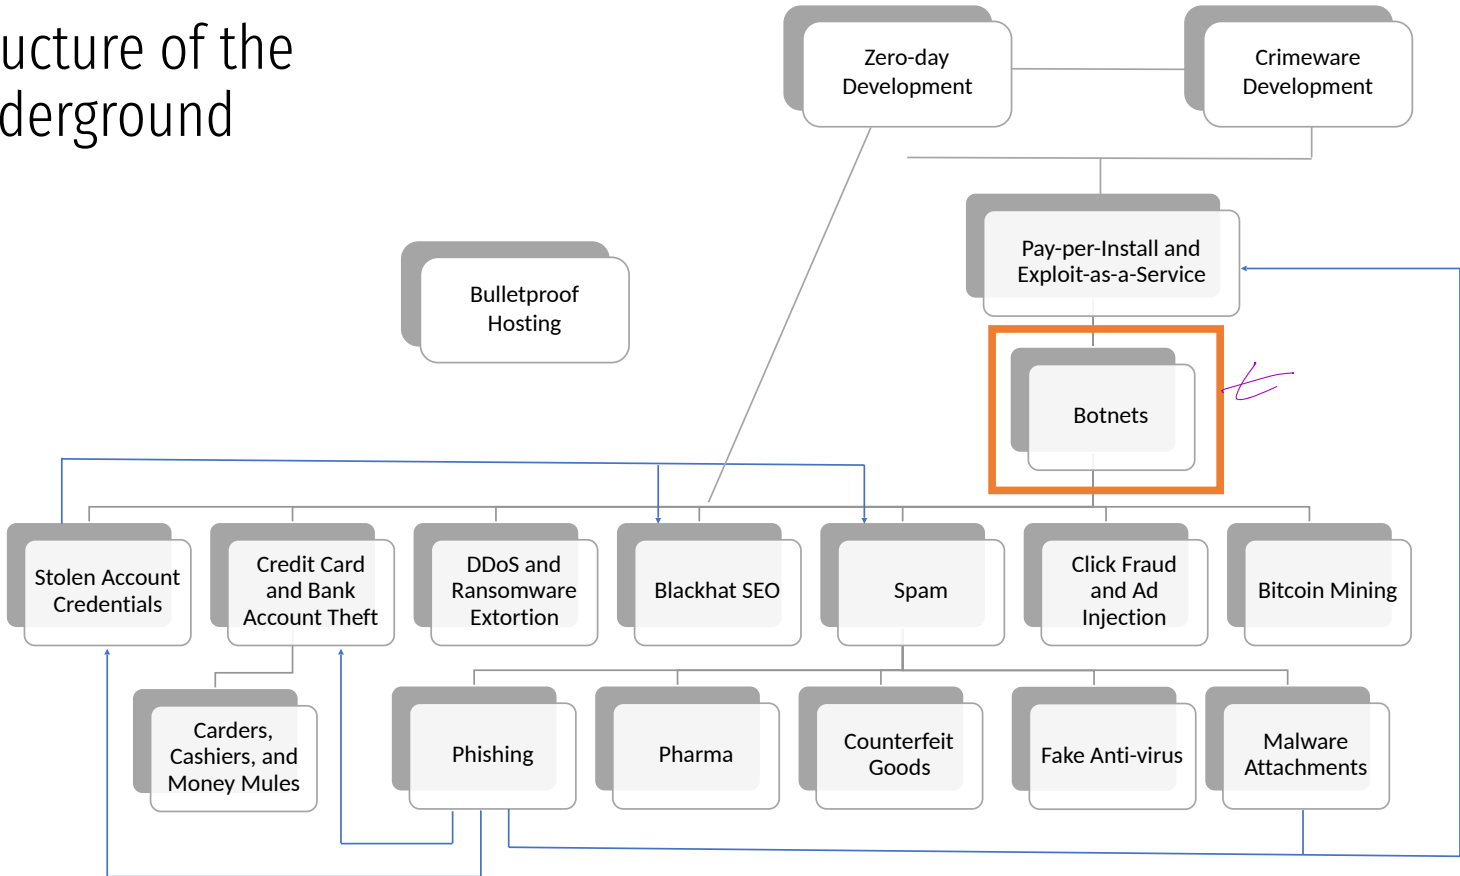 ucture of the
derground
Zero-day
Development
Crimeware
Development
Pay-per-Install and
Exploit-as-a-Service
Bulletproof
Hosting
Botnets
Stolen Account
Credentials
Credit Card
and Bank
Account Theft
DDoS and
Ransomware
Extortion
Blackhat SEO
Spam
Click Fraud
and Ad
Injection
Bitcoin Mining
Carders,
Cashiers, and
Money Mules
Phishing
Pharma
Counterfeit
Goods
Fake Anti-virus
Malware
Attachments